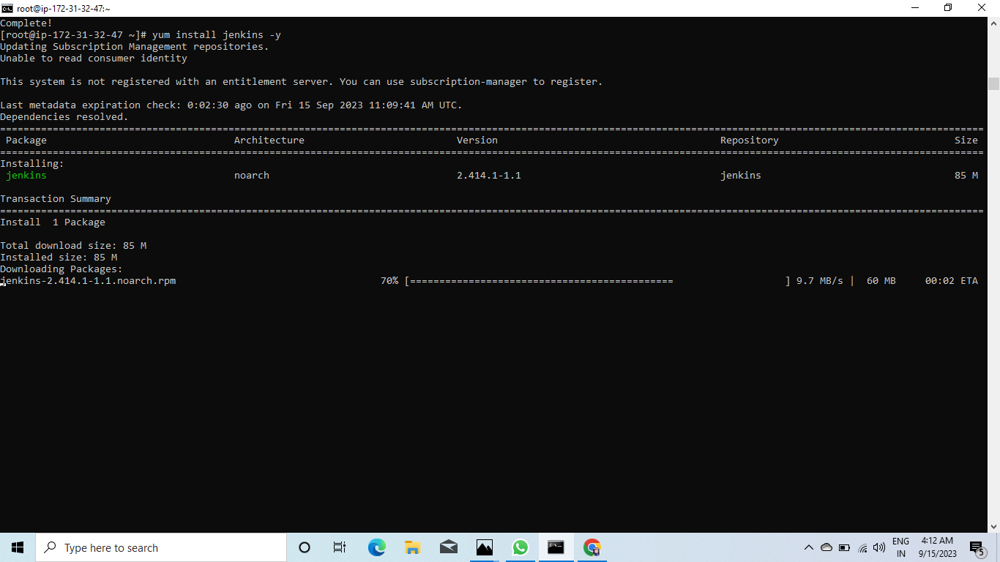 root@ip-172-31-32-47:~
Complete!
[root@ip-172-31-32-47 ~]# yum install jenkins -y
Updating Subscription Management repositories.
Unable to read consumer identity
This system is not registered with an entitlement server. You can use subscription-manager to register.
Last metadata expiration check: 0:02:30 ago on Fri 15 Sep 2023 11:09:41 AM UTC.
Dependencies resolved.
Package Architecture Version Repository Size
Installing:
jenkins noarch 2.414.1-1.1 jenkins 85 M
Transaction Summary
Install 1 Package
Total download size: 85 M
Installed size: 85 M
Downloading Packages:
jenkins-2.414.1-1.1.noarch.rpm 70% [============================================= ] 9.7 MB/s | 60 MB 00:02 ETA
Type here to search
ENG
IN
4:12 AM
9/15/2023
5